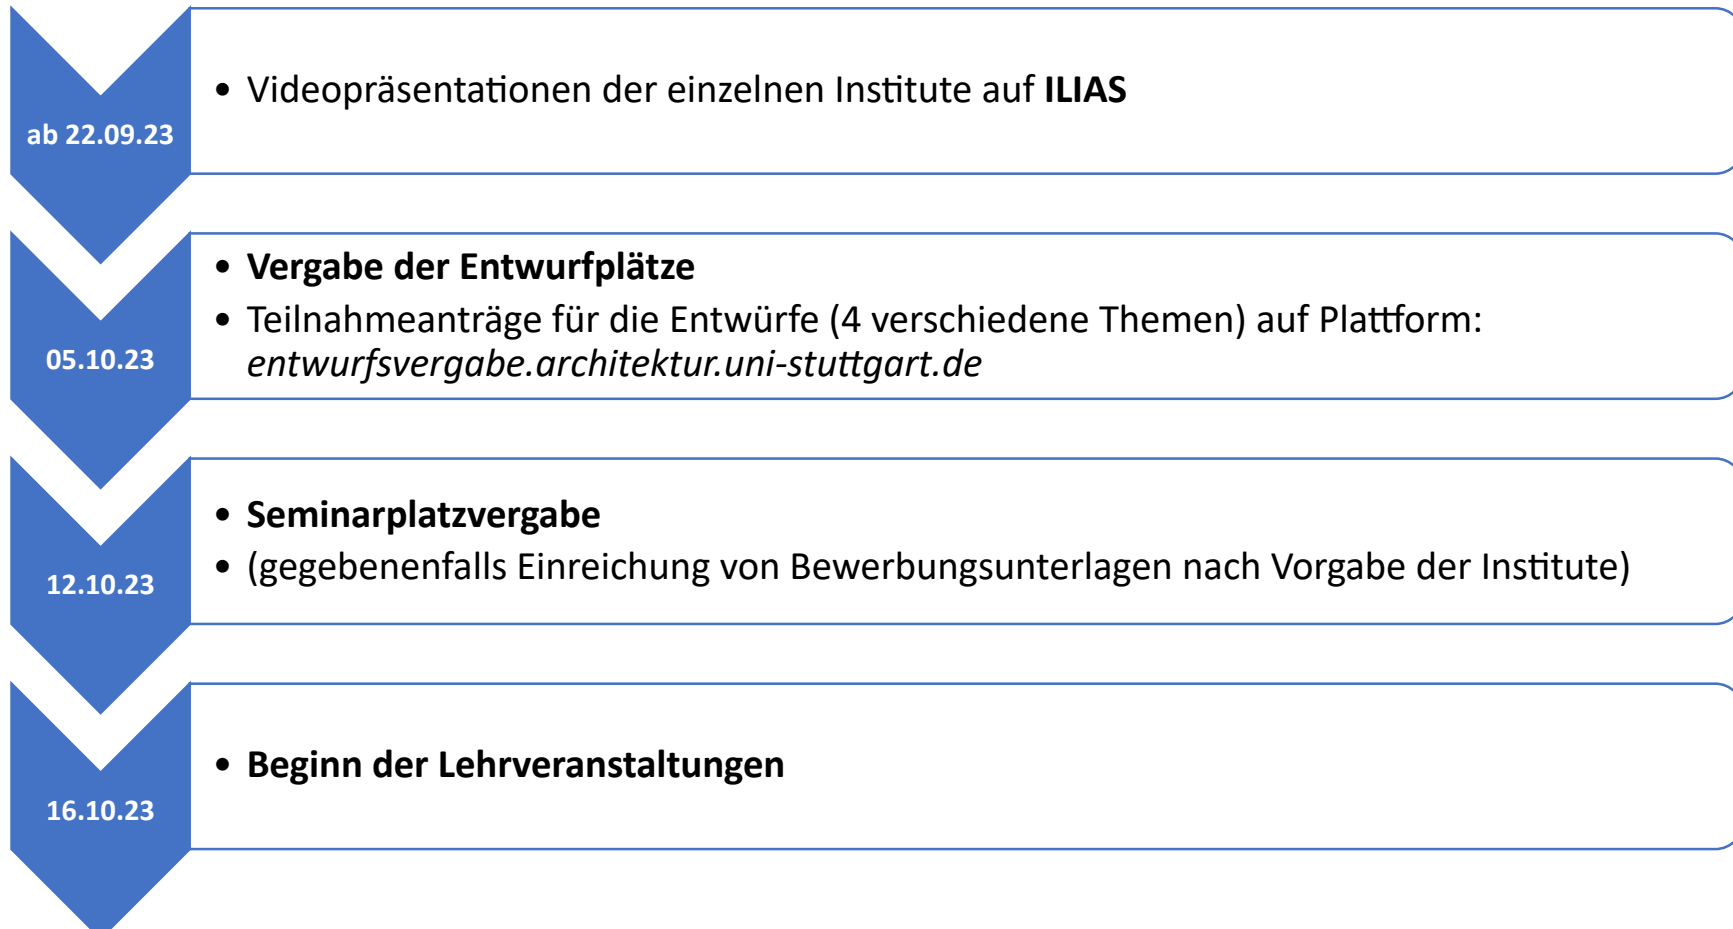 ab 22.09.23
• Videopräsentationen der einzelnen Institute auf ILIAS
05.10.23
• Vergabe der Entwurfplätze
• Teilnahmeanträge für die Entwürfe (4 verschiedene Themen) auf Plattform:
entwurfsvergabe.architektur.uni-stuttgart.de
12.10.23
• Seminarplatzvergabe
• (gegebenenfalls Einreichung von Bewerbungsunterlagen nach Vorgabe der Institute)
16.10.23
• Beginn der Lehrveranstaltungen